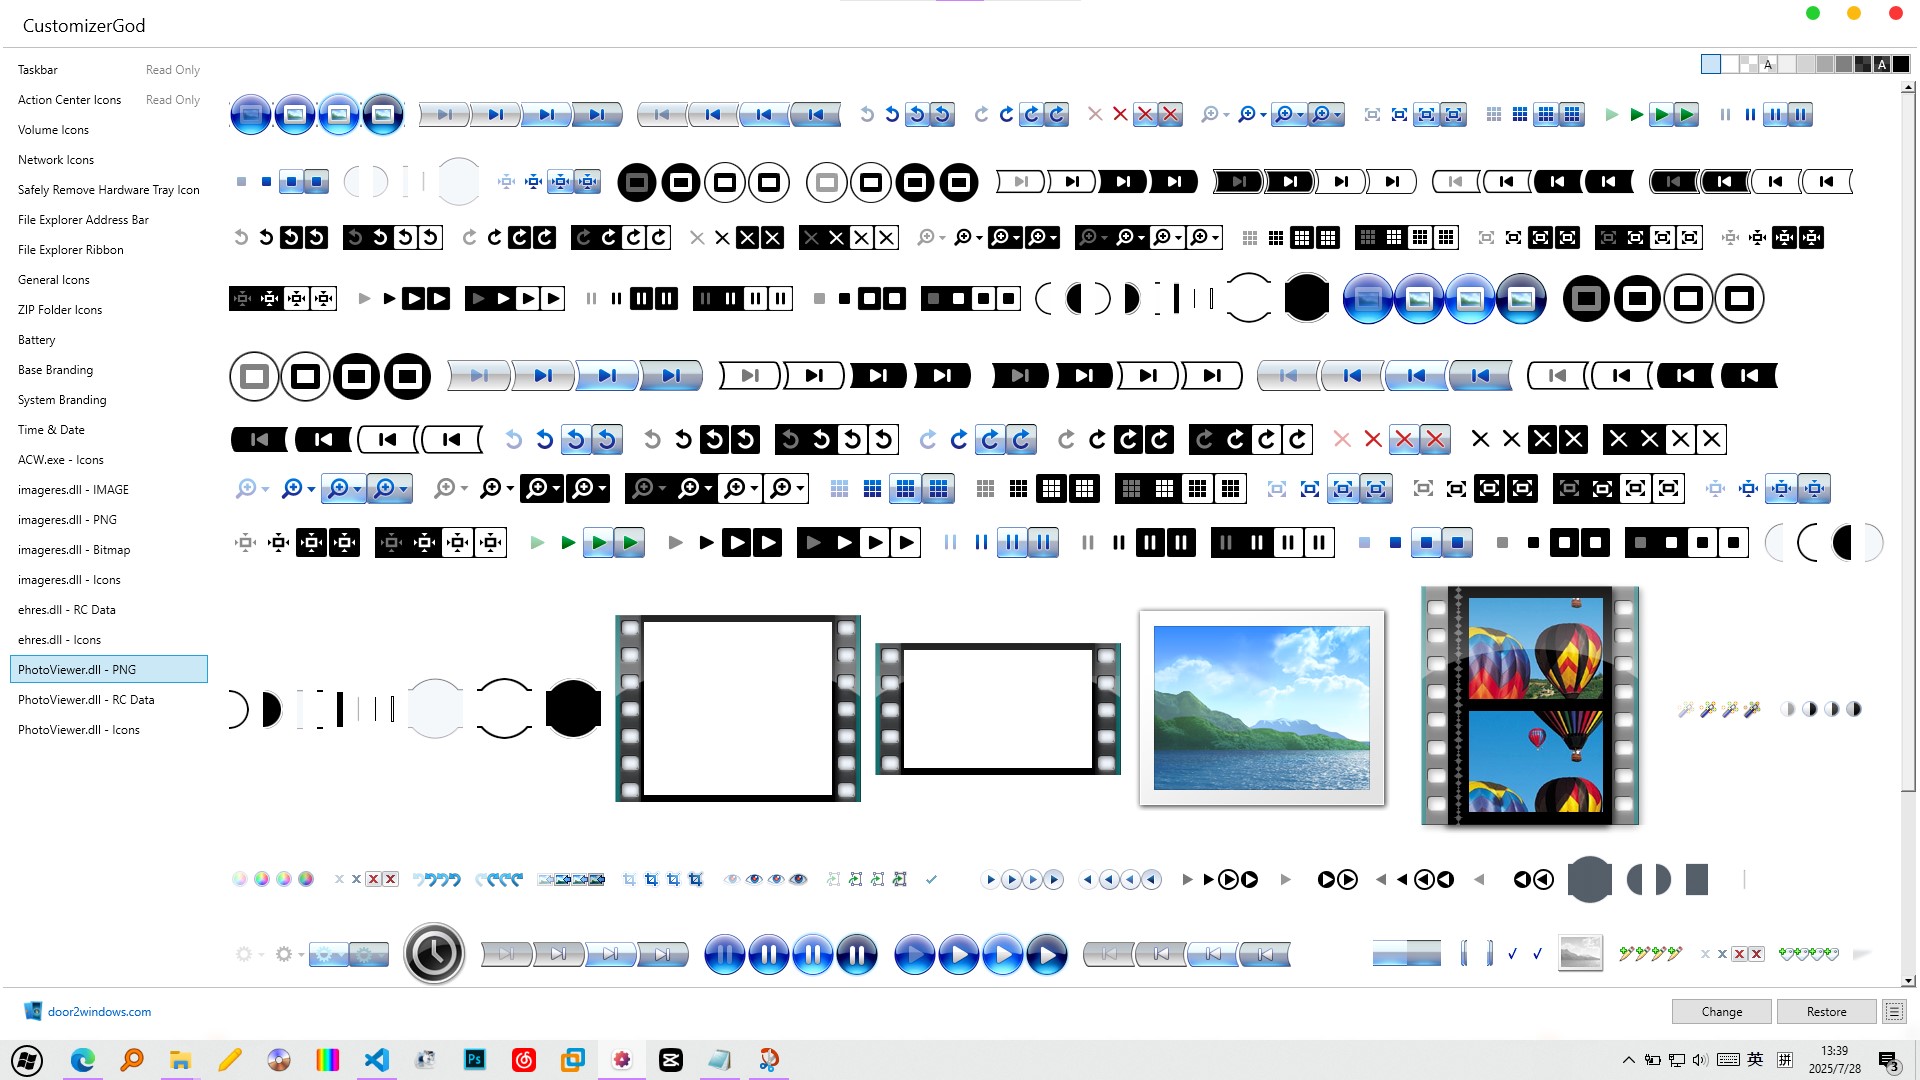 CustomizerGod
Taskbar Read Only
Action Center Icons Read Only
Volume Icons
Network Icons
Safely Remove Hardware Tray Icon
File Explorer Address Bar
File Explorer Ribbon
General Icons
ZIP Folder Icons
Battery
Base Branding
System Branding
Time & Date
ACW.exe - Icons
imageres.dll - IMAGE
imageres.dll - PNG
imageres.dll - Bitmap
imageres.dll - Icons
ehres.dll - RC Data
ehres.dll - Icons
PhotoViewer.dll - PNG
PhotoViewer.dll - RC Data
PhotoViewer.dll - Icons
A A
door2windows.com
Change Restore
Ps
英 拼
13:39
2025/7/28
3